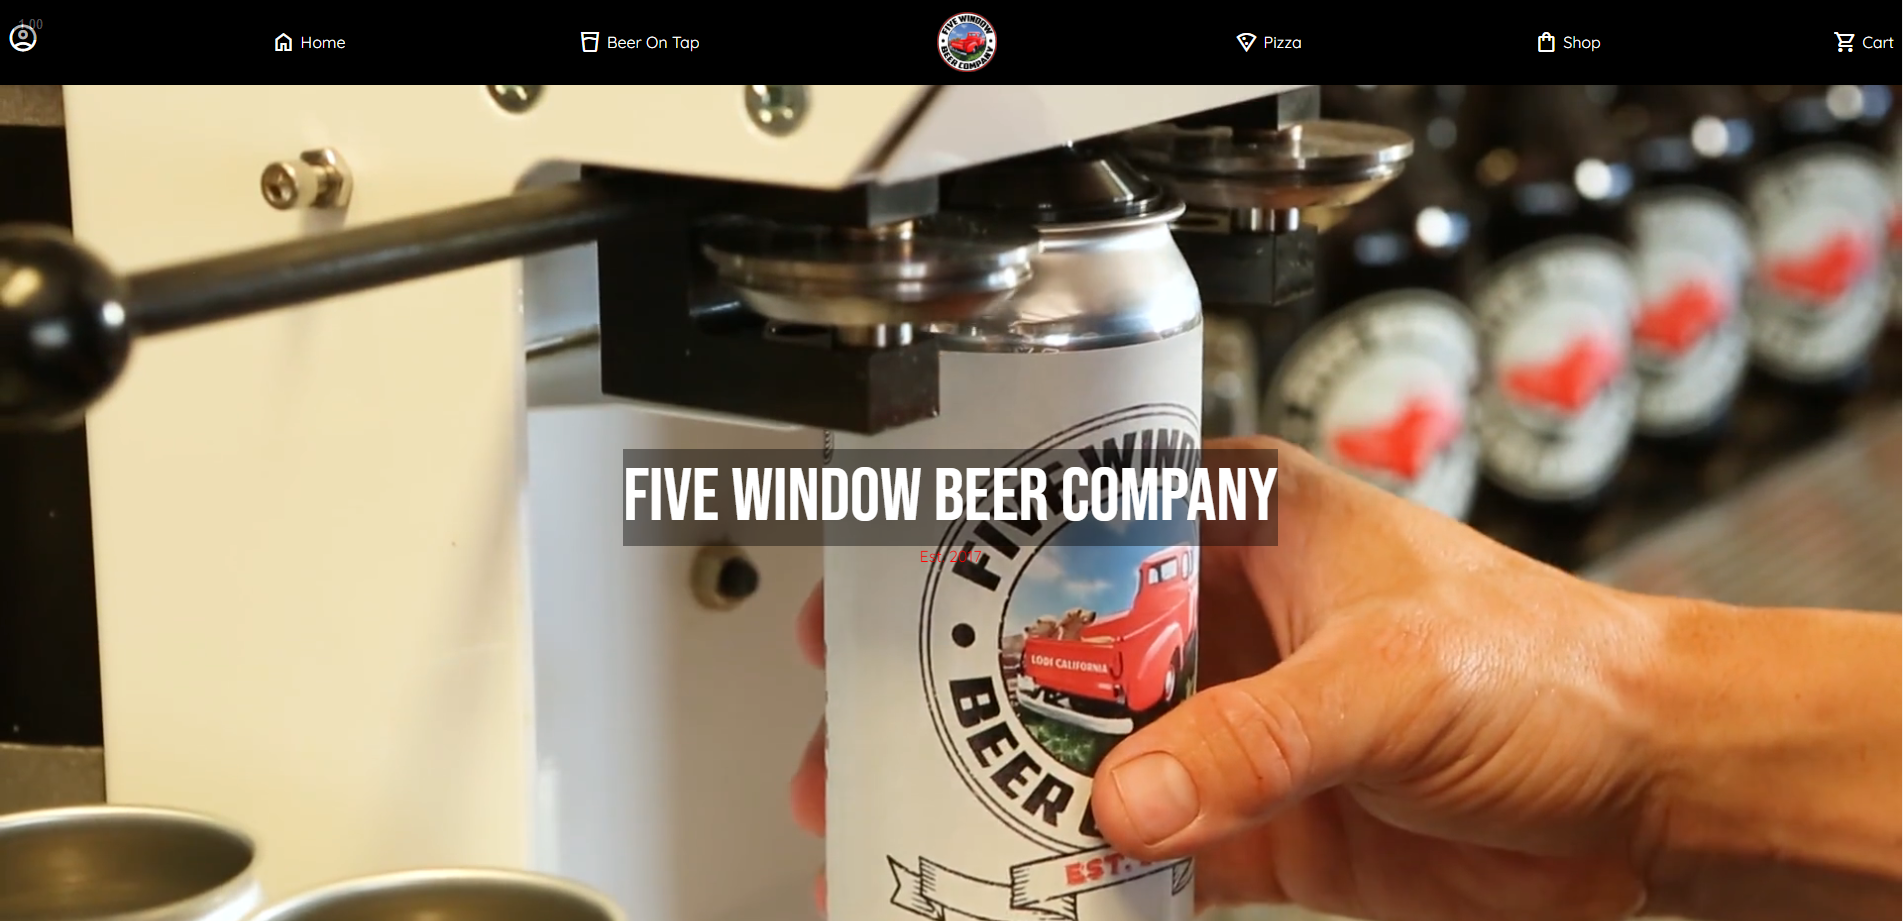 1.00
Home
Beer On Tap
FIVE WINDOW
BEER COMPANY
Pizza
Shop
Cart
FIVE WINDOW BEER COMPANY
Est. 2017
FIVE WIND
LODI CALIFORNIA
BEER
EST.